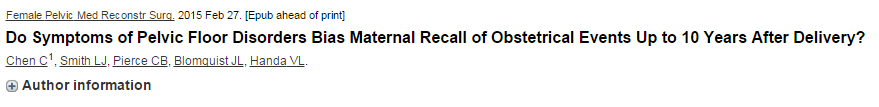 Female Pelvic Med Reconstr Surg. 2015 Feb 27. [Epub ahead of print]
Do Symptoms of Pelvic Floor Disorders Bias Maternal Recall of Obstetrical Events Up to 10 Years After Delivery?
Chen C1, Smith LJ, Pierce CB, Blomquist JL, Handa VL.
Author information